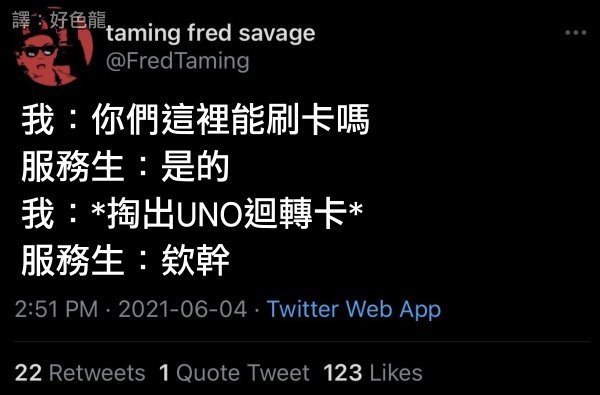 譯：好色龍
taming fred savage
@FredTaming
我：你們這裡能刷卡嗎
服務生：是的
我：*掏出UNO迴轉卡*
服務生：欸幹
2:51 PM · 2021-06-04 · Twitter Web App
22 Retweets 1 Quote Tweet 123 Likes